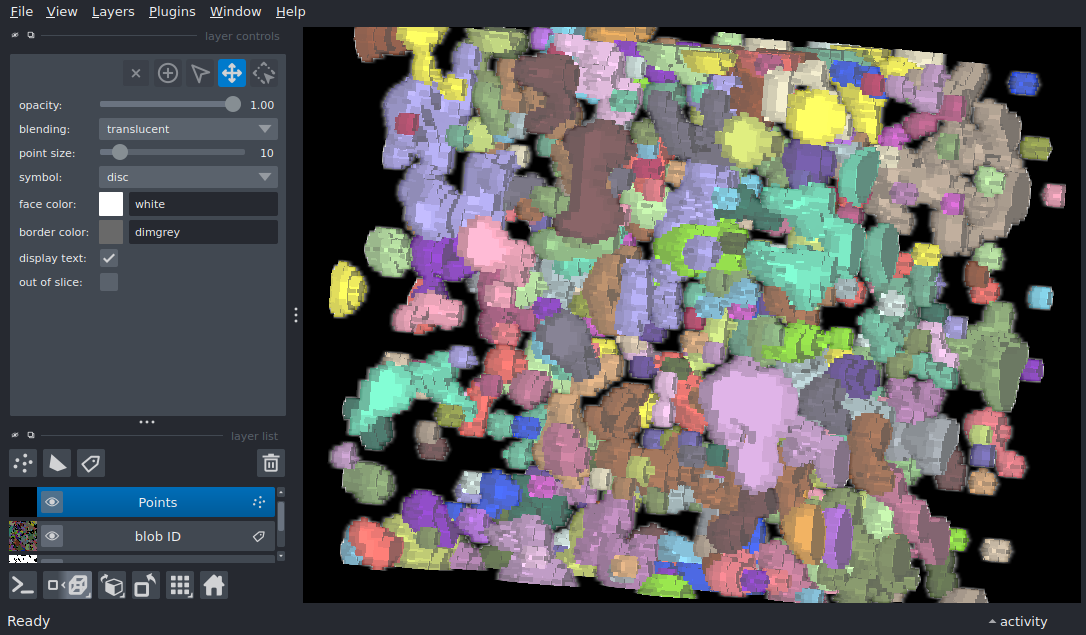 File View Layers Plugins Window Help
layer controls
opacity: 1.00
blending: translucent
point size: 10
symbol: disc
face color: white
border color: dimgrey
display text:
out of slice:
layer list
Points
blob ID
Ready
activity